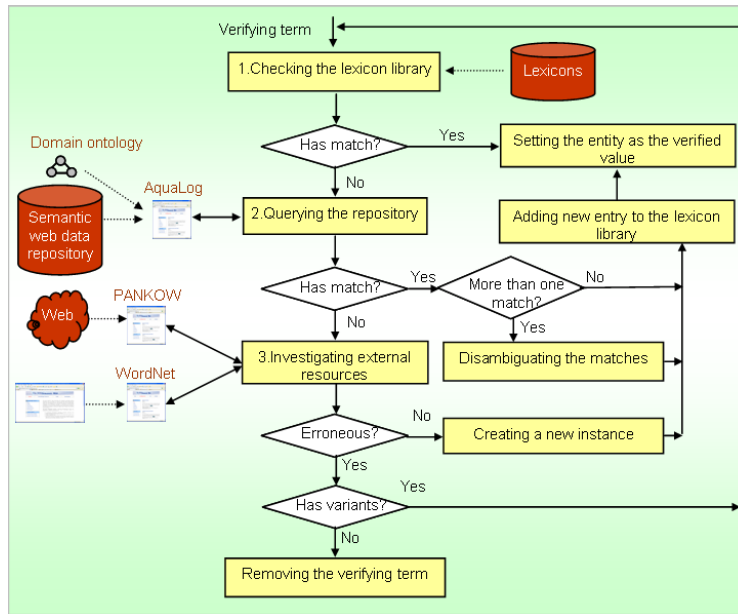 Verifying term
1.Checking the lexicon library
Lexicons
Has match?
Yes
Setting the entity as the verified
value
No
Domain ontology
AquaLog
Semantic
web data
repository
2.Querying the repository
Adding new entry to the lexicon
library
Has match?
Yes
More than one
match?
No
Yes
No
PANKOW
Web
3.Investigating external
resources
Disambiguating the matches
WordNet
Erroneous?
No
Creating a new instance
Yes
Has variants?
Yes
No
Removing the verifying term